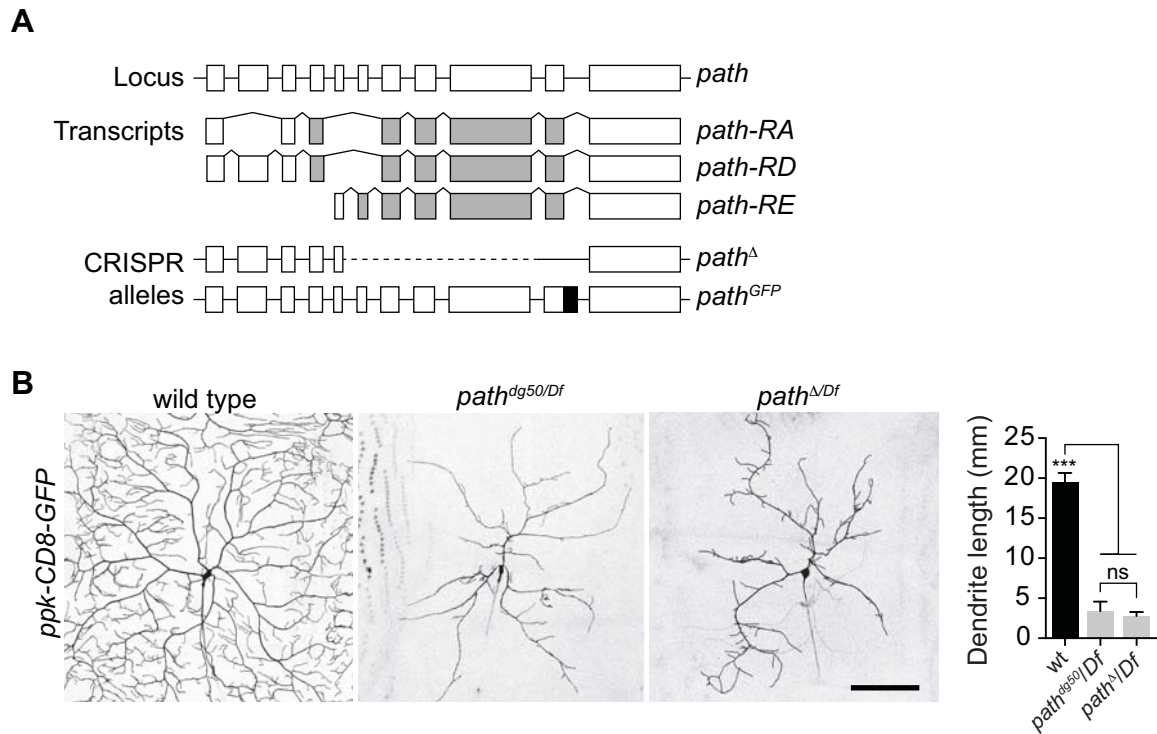 A
Locus path
Transcripts path-RA
path-RD
path-RE
CRISPR path^Δ
alleles path^GFP
B
wild type path^dg50/Df path^Δ/Df
ppk-CD8-GFP
Dendrite length (mm)
25
20
15
10
5
0
***
ns
wt
path^dg50/Df
path^Δ/Df